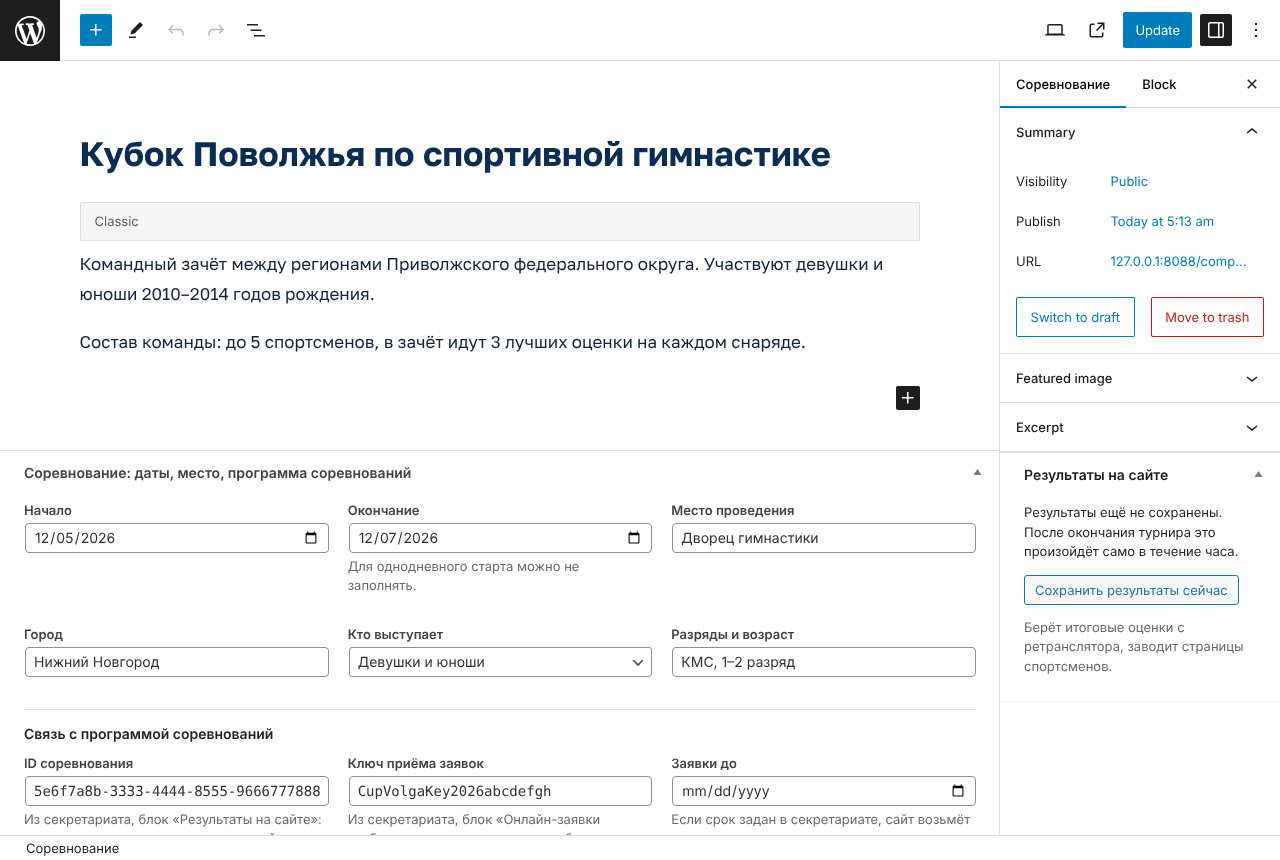 Update
Соревнование
Block
Кубок Поволжья по спортивной гимнастике
Classic
Командный зачёт между регионами Приволжского федерального округа. Участвуют девушки и
юноши 2010–2014 годов рождения.
Состав команды: до 5 спортсменов, в зачёт идут 3 лучших оценки на каждом снаряде.
Summary
Visibility
Public
Publish
Today at 5:13 am
URL
127.0.0.1:8088/comp...
Switch to draft
Move to trash
Featured image
Excerpt
Соревнование: даты, место, программа соревнований
Начало
Окончание
Место проведения
12/05/2026
12/07/2026
Дворец гимнастики
Для однодневного старта можно не
заполнять.
Город
Кто выступает
Разряды и возраст
Нижний Новгород
Девушки и юноши
КМС, 1–2 разряд
Связь с программой соревнований
ID соревнования
Ключ приёма заявок
Заявки до
5e6f7a8b-3333-4444-8555-9666777888
CupVolgaKey2026abcdefgh
mm/dd/yyyy
Из секретариата, блок «Результаты на сайте»:
Из секретариата, блок «Онлайн-заявки
Если срок задан в секретариате, сайт возьмёт
Результаты на сайте
Результаты ещё не сохранены.
После окончания турнира это
произойдёт само в течение часа.
Сохранить результаты сейчас
Берёт итоговые оценки с
ретранслятора, заводит страницы
спортсменов.
Соревнование